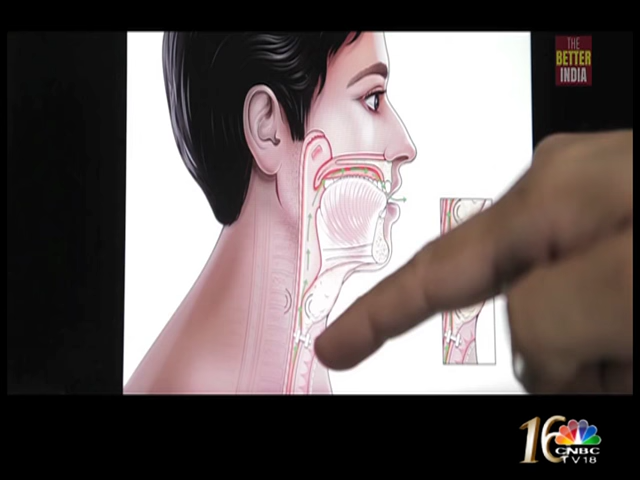 THE
BETTER
INDIA
16
CNBC
TV18